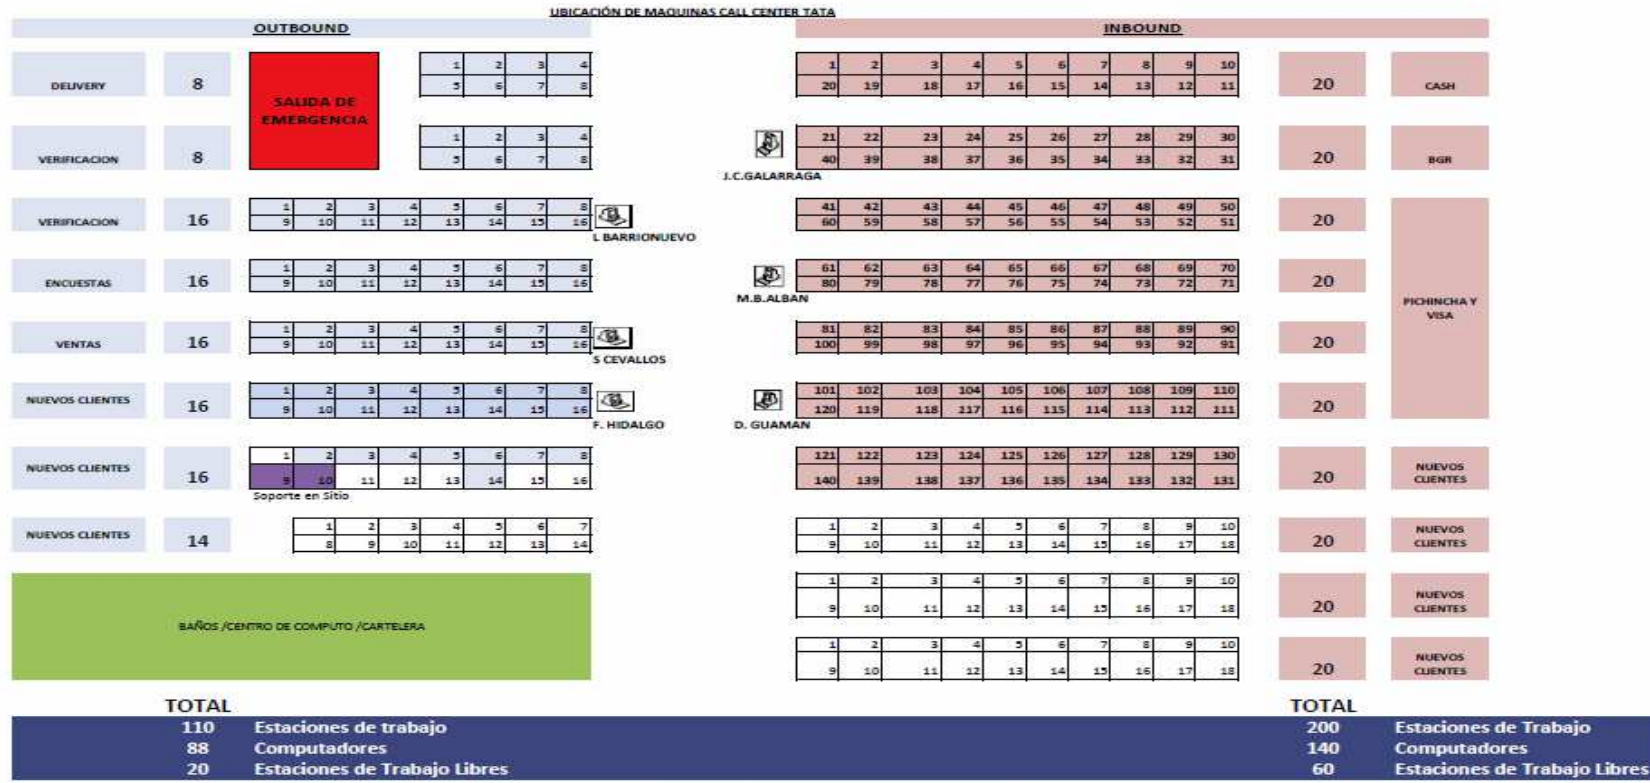 UBICACIÓN DE MAQUINAS CALL CENTER TATA
OUTBOUND INBOUND
1 2 3 4 1 2 3 4 5 6 7 8 9 10
DELIVERY 8 5 6 7 8 20 19 18 17 16 15 14 13 12 11 20 CASH
SALIDA DE
EMERGENCIA
1 2 3 4 21 22 23 24 25 26 27 28 29 30
VERIFICACION 8 5 6 7 8 40 39 38 37 36 35 34 33 32 31 20 BGR
J.C.GALARRAGA
1 2 3 4 5 6 7 8 41 42 43 44 45 46 47 48 49 50
VERIFICACION 16 9 10 11 12 13 14 15 16 60 59 58 57 56 55 54 53 52 51 20
L BARRIONUEVO
1 2 3 4 5 6 7 8 61 62 63 64 65 66 67 68 69 70
ENCUESTAS 16 9 10 11 12 13 14 15 16 80 79 78 77 76 75 74 73 72 71 20
M.B.ALBAN
PICHINCHA Y
VISA
1 2 3 4 5 6 7 8 81 82 83 84 85 86 87 88 89 90
VENTAS 16 9 10 11 12 13 14 15 16 100 99 98 97 96 95 94 93 92 91 20
S CEVALLOS
1 2 3 4 5 6 7 8 101 102 103 104 105 106 107 108 109 110
NUEVOS CLIENTES 16 9 10 11 12 13 14 15 16 120 119 118 117 116 115 114 113 112 111 20
F. HIDALGO D. GUAMAN
1 2 3 4 5 6 7 8 121 122 123 124 125 126 127 128 129 130
NUEVOS CLIENTES 16 9 10 11 12 13 14 15 16 140 139 138 137 136 135 134 133 132 131 20 NUEVOS
CLIENTES
Soporte en Sitio
1 2 3 4 5 6 7 1 2 3 4 5 6 7 8 9 10
NUEVOS CLIENTES 14 8 9 10 11 12 13 14 9 10 11 12 13 14 15 16 17 18 20 NUEVOS
CLIENTES
1 2 3 4 5 6 7 8 9 10
9 10 11 12 13 14 15 16 17 18 20 NUEVOS
CLIENTES
BAÑOS /CENTRO DE COMPUTO /CARTELERA
1 2 3 4 5 6 7 8 9 10
9 10 11 12 13 14 15 16 17 18 20 NUEVOS
CLIENTES
TOTAL TOTAL
110 Estaciones de trabajo 200 Estaciones de Trabajo
88 Computadores 140 Computadores
20 Estaciones de Trabajo Libres 60 Estaciones de Trabajo Libres